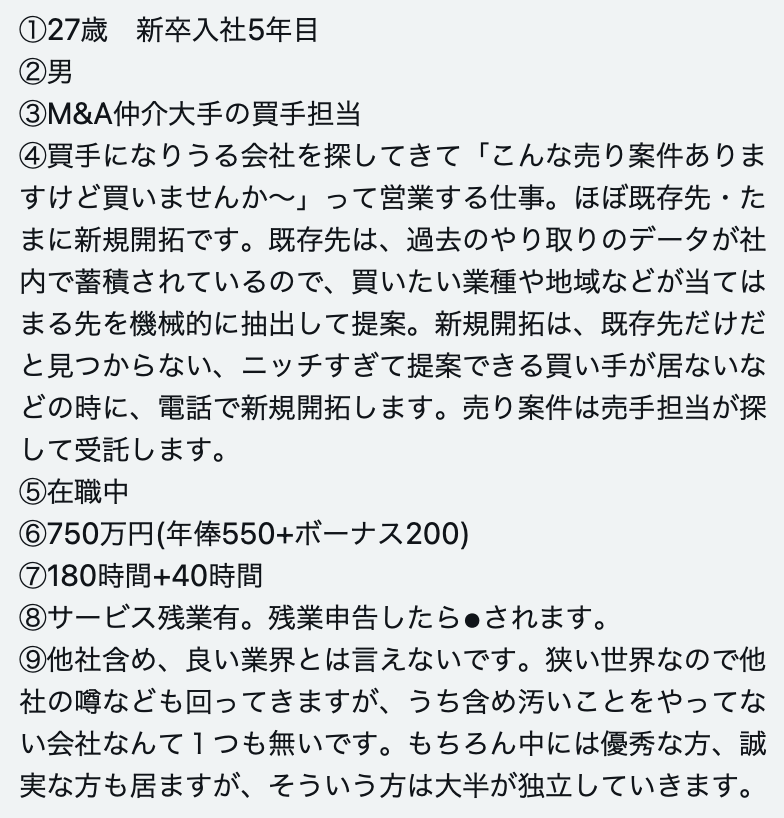 ①27歳　新卒入社5年目
②男
③M&A仲介大手の買手担当
④買手になりうる会社を探してきて「こんな売り案件ありま
すけど買いませんか〜」って営業する仕事。ほぼ既存先・た
まに新規開拓です。既存先は、過去のやり取りのデータが社
内で蓄積されているので、買いたい業種や地域などが当ては
まる先を機械的に抽出して提案。新規開拓は、既存先だけだ
と見つからない、ニッチすぎて提案できる買い手が居ないな
どの時に、電話で新規開拓します。売り案件は売手担当が探
して受託します。
⑤在職中
⑥750万円(年俸550+ボーナス200)
⑦180時間+40時間
⑧サービス残業有。残業申告したら●されます。
⑨他社含め、良い業界とは言えないです。狭い世界なので他
社の噂なども回ってきますが、うち含め汚いことをやってな
い会社なんて１つも無いです。もちろん中には優秀な方、誠
実な方も居ますが、そういう方は大半が独立していきます。